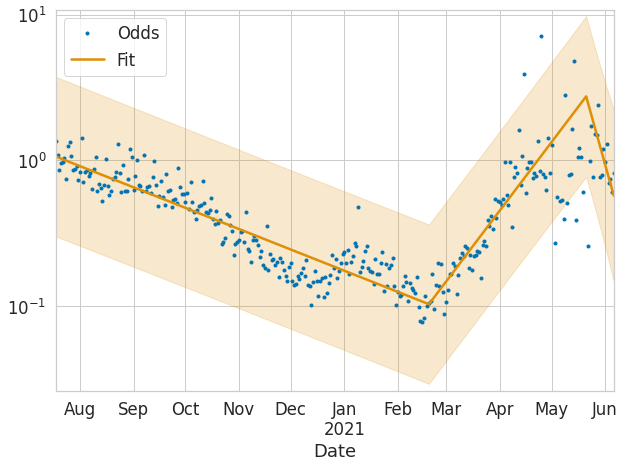 10¹
10⁰
10⁻¹
Odds
Fit
Aug Sep Oct Nov Dec Jan Feb Mar Apr May Jun
2021
Date